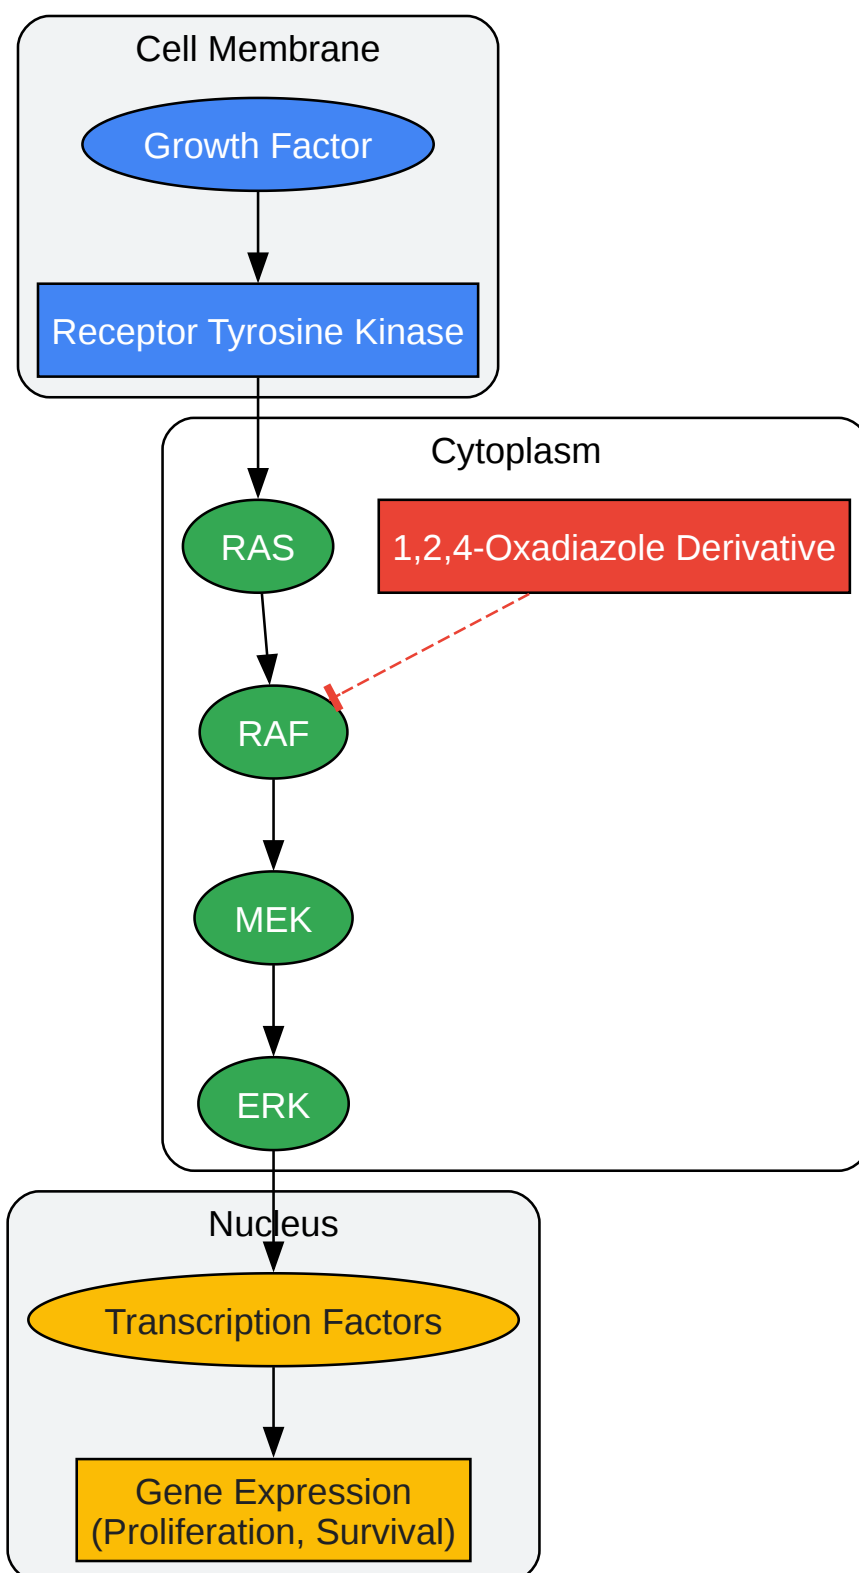 Cell Membrane
Growth Factor
Receptor Tyrosine Kinase
Cytoplasm
RAS
1,2,4-Oxadiazole Derivative
RAF
MEK
ERK
Nucleus
Transcription Factors
Gene Expression
(Proliferation, Survival)